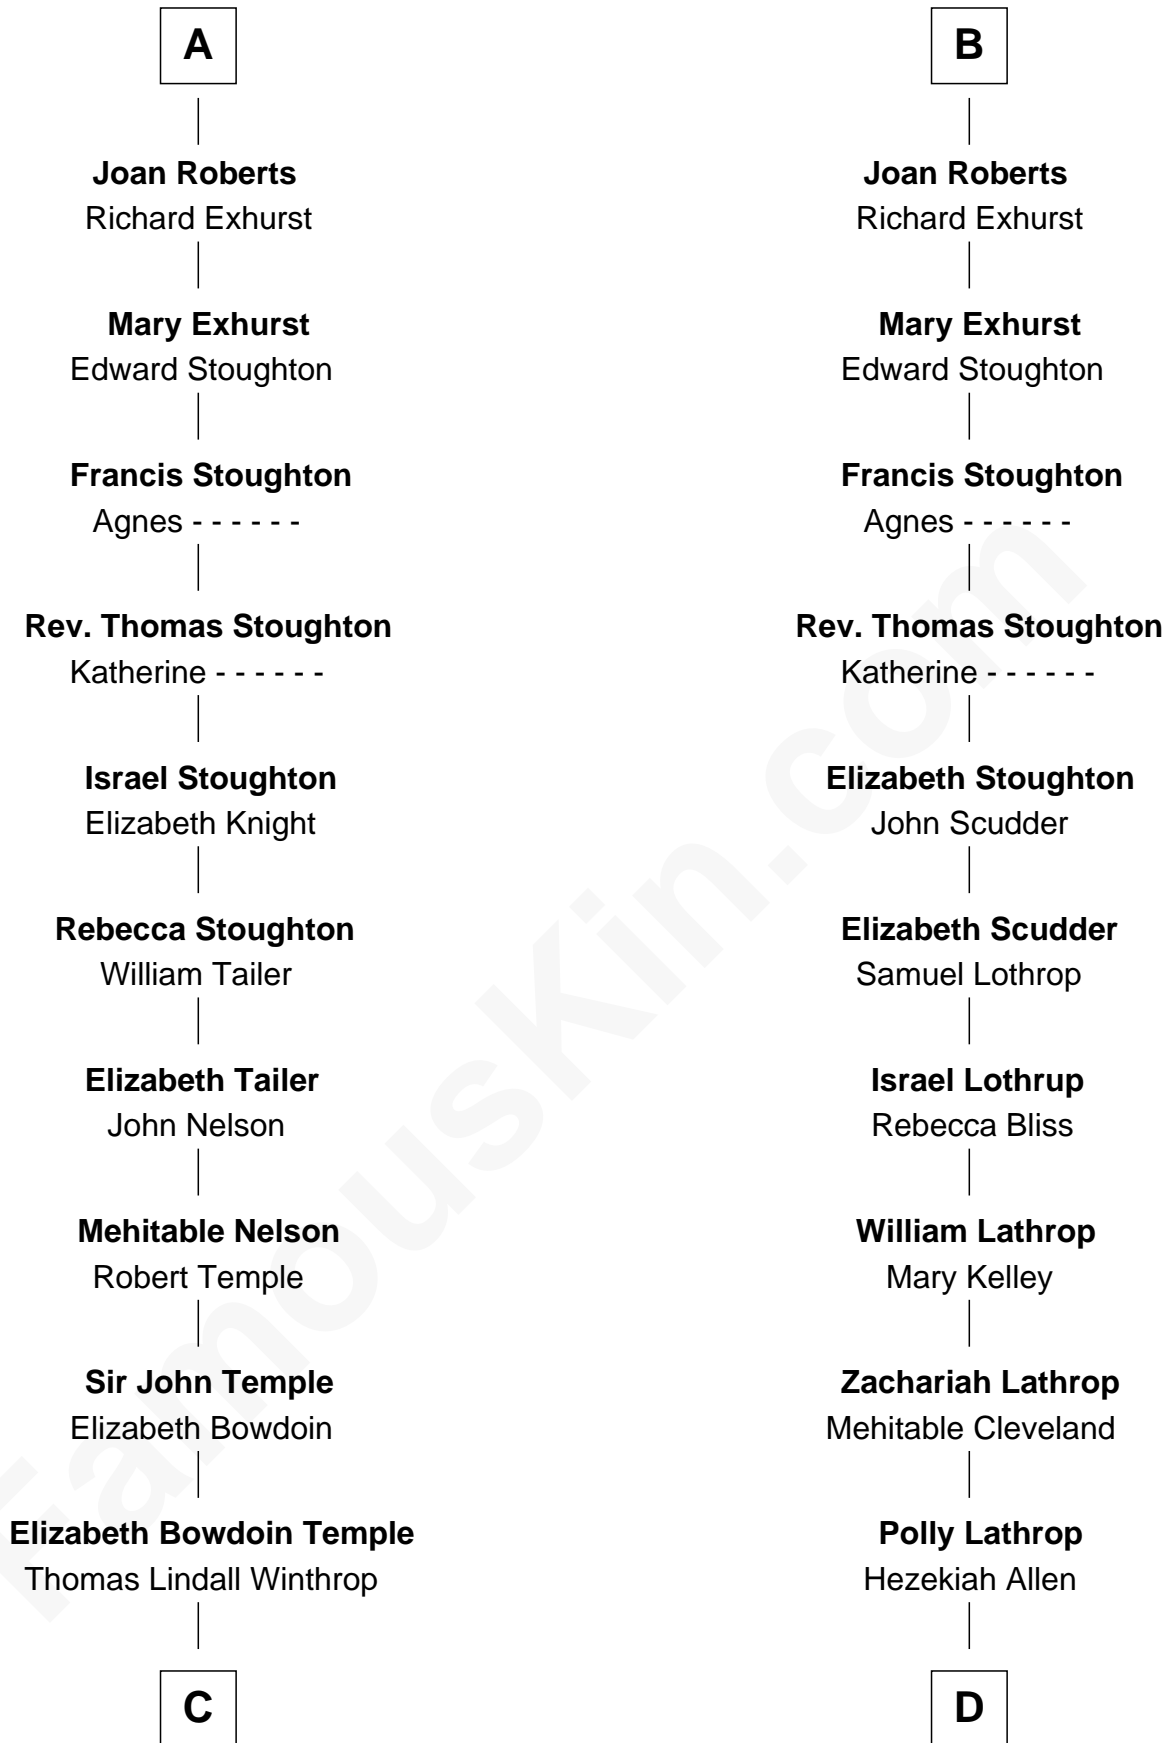 A
Joan Roberts
Richard Exhurst
Mary Exhurst
Edward Stoughton
Francis Stoughton
Agnes - - - - - -
Rev. Thomas Stoughton
Katherine - - - - - -
Israel Stoughton
Elizabeth Knight
Rebecca Stoughton
William Tailer
Elizabeth Tailer
John Nelson
Mehitable Nelson
Robert Temple
Sir John Temple
Elizabeth Bowdoin
Elizabeth Bowdoin Temple
Thomas Lindall Winthrop
C
B
Joan Roberts
Richard Exhurst
Mary Exhurst
Edward Stoughton
Francis Stoughton
Agnes - - - - - -
Rev. Thomas Stoughton
Katherine - - - - - -
Elizabeth Stoughton
John Scudder
Elizabeth Scudder
Samuel Lothrop
Israel Lothrup
Rebecca Bliss
William Lathrop
Mary Kelley
Zachariah Lathrop
Mehitable Cleveland
Polly Lathrop
Hezekiah Allen
D
FamousKin.com